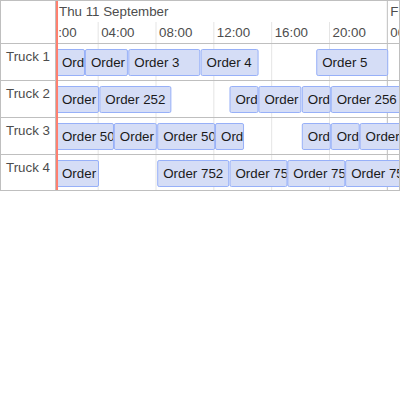 Thu 11 September F
:00 04:00 08:00 12:00 16:00 20:00 0
Truck 1 Ord Order Order 3 Order 4 Order 5
Truck 2 Order Order 252 Ord Order Ord Order 256
Truck 3 Order 50 Order Order 50 Ord Ord Ord Order
Truck 4 Order Order 752 Order 75 Order 75 Order 75